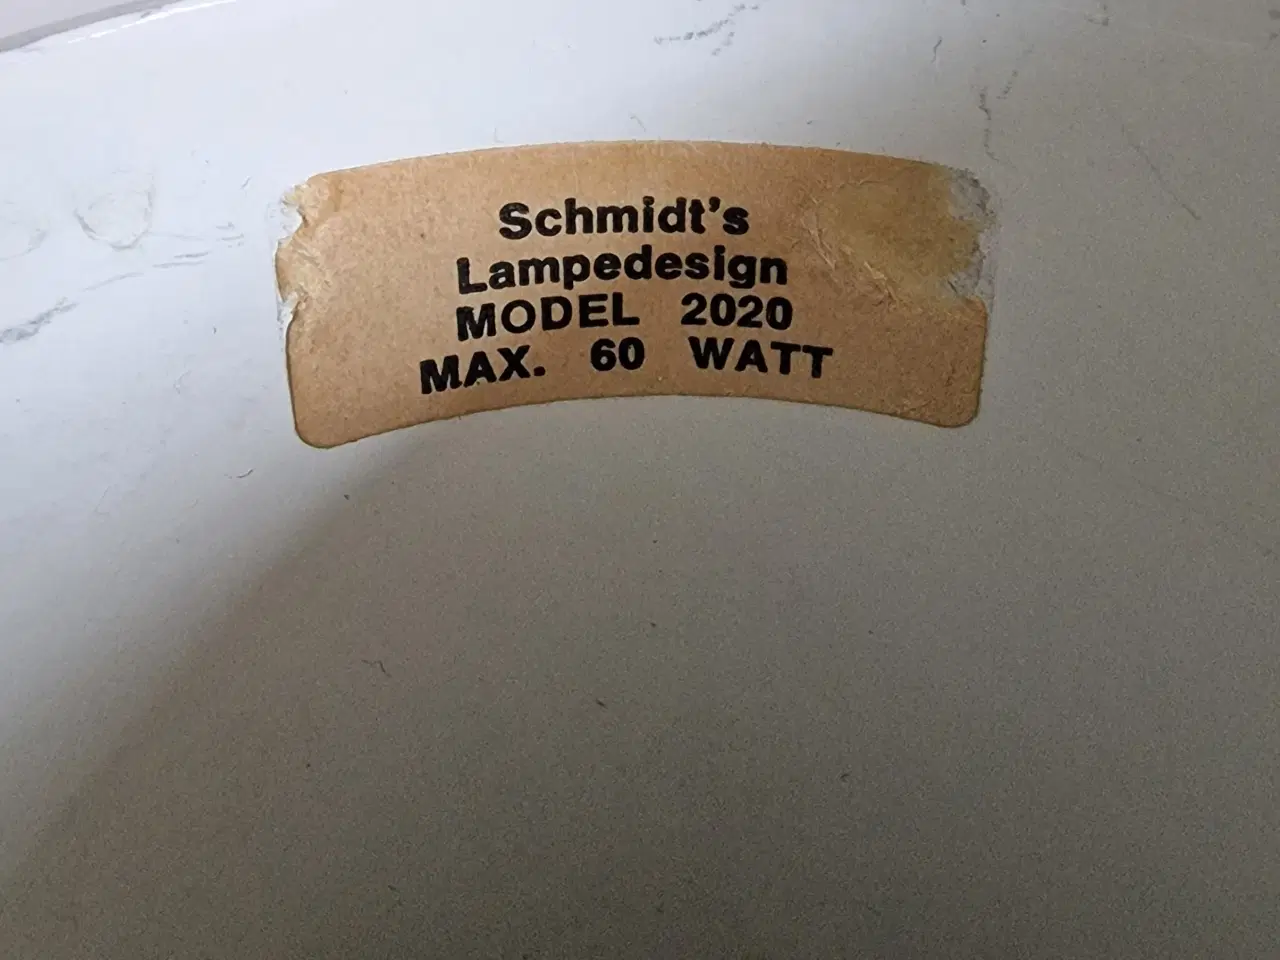 Schmidt's
Lampedesign
MODEL 2020
MAX. 60 WATT